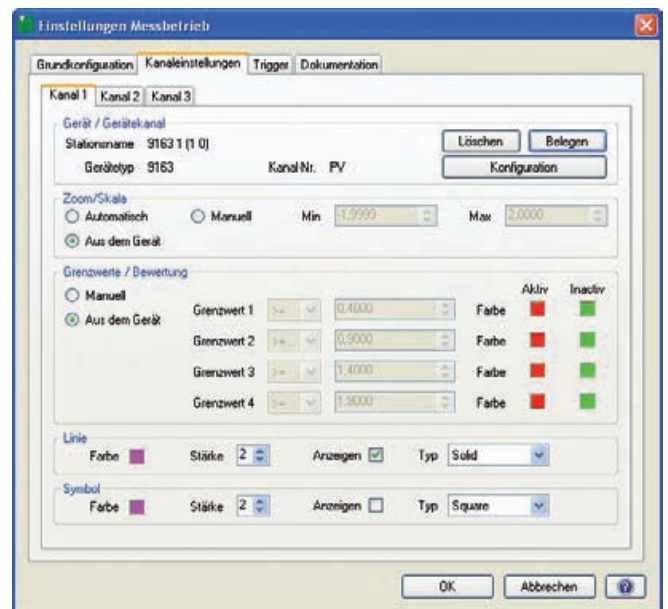 Einstellungen Messbetrieb
Grundkonfiguration Kanaleinstellungen Trigger Dokumentation
Kanal 1 Kanal 2 Kanal 3
Gerät / Gerätekanal
Stationsname 9163 1 (1 0) Löschen Belegen
Gerätetyp 9163 Kanal-Nr. PV Konfiguration
Zoom/Skala
Automatisch Manuell Min -1.9999 Max 2.0000
Aus dem Gerät
Grenzwerte / Bewertung
Aktiv Inactiv
Manuell
Grenzwert 1 >= 0.4000 Farbe
Aus dem Gerät
Grenzwert 2 >= 0.9000 Farbe
Grenzwert 3 >= 1.4000 Farbe
Grenzwert 4 >= 1.9000 Farbe
Linie
Farbe Stärke 2 Anzeigen Typ Solid
Symbol
Farbe Stärke 2 Anzeigen Typ Square
OK Abbrechen ?